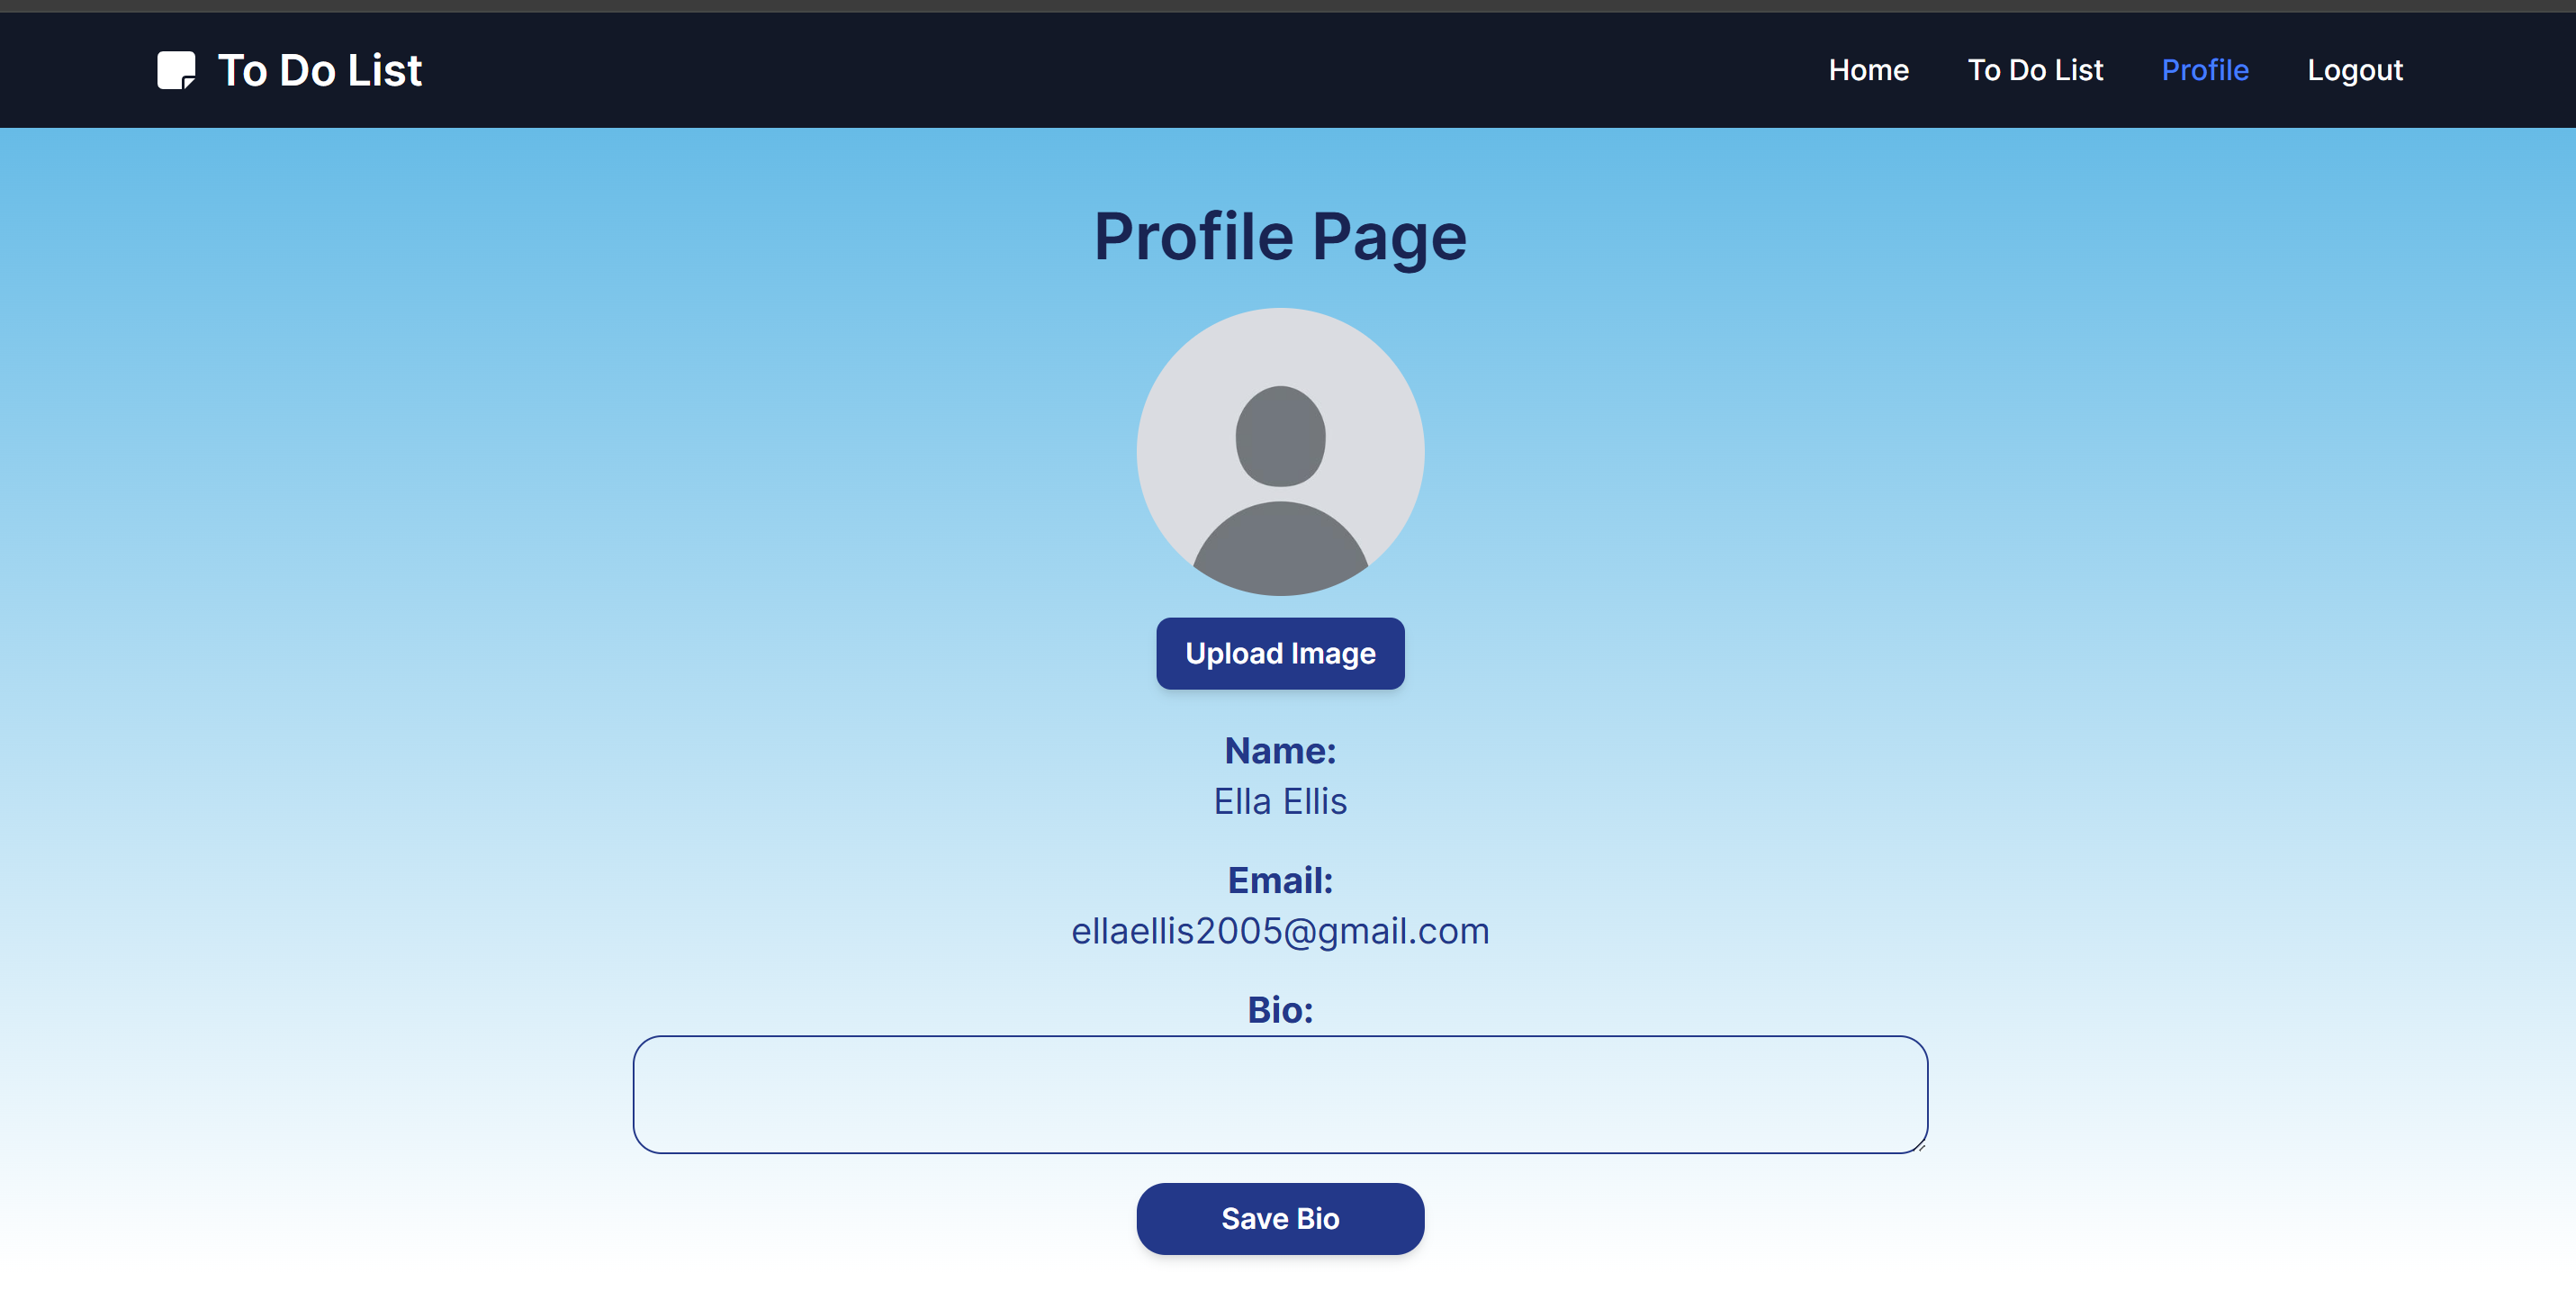 To Do List
Home To Do List Profile Logout
Profile Page
Upload Image
Name:
Ella Ellis
Email:
ellaellis2005@gmail.com
Bio:
Save Bio